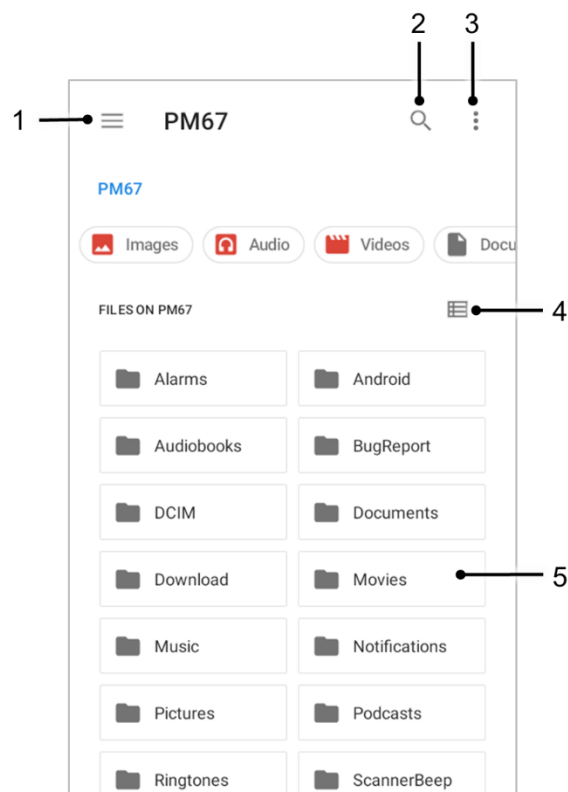 2 3
1 PM67
PM67
Images Audio Videos Docu
FILES ON PM67 4
Alarms Android
Audiobooks BugReport
DCIM Documents
Download Movies 5
Music Notifications
Pictures Podcasts
Ringtones ScannerBeep